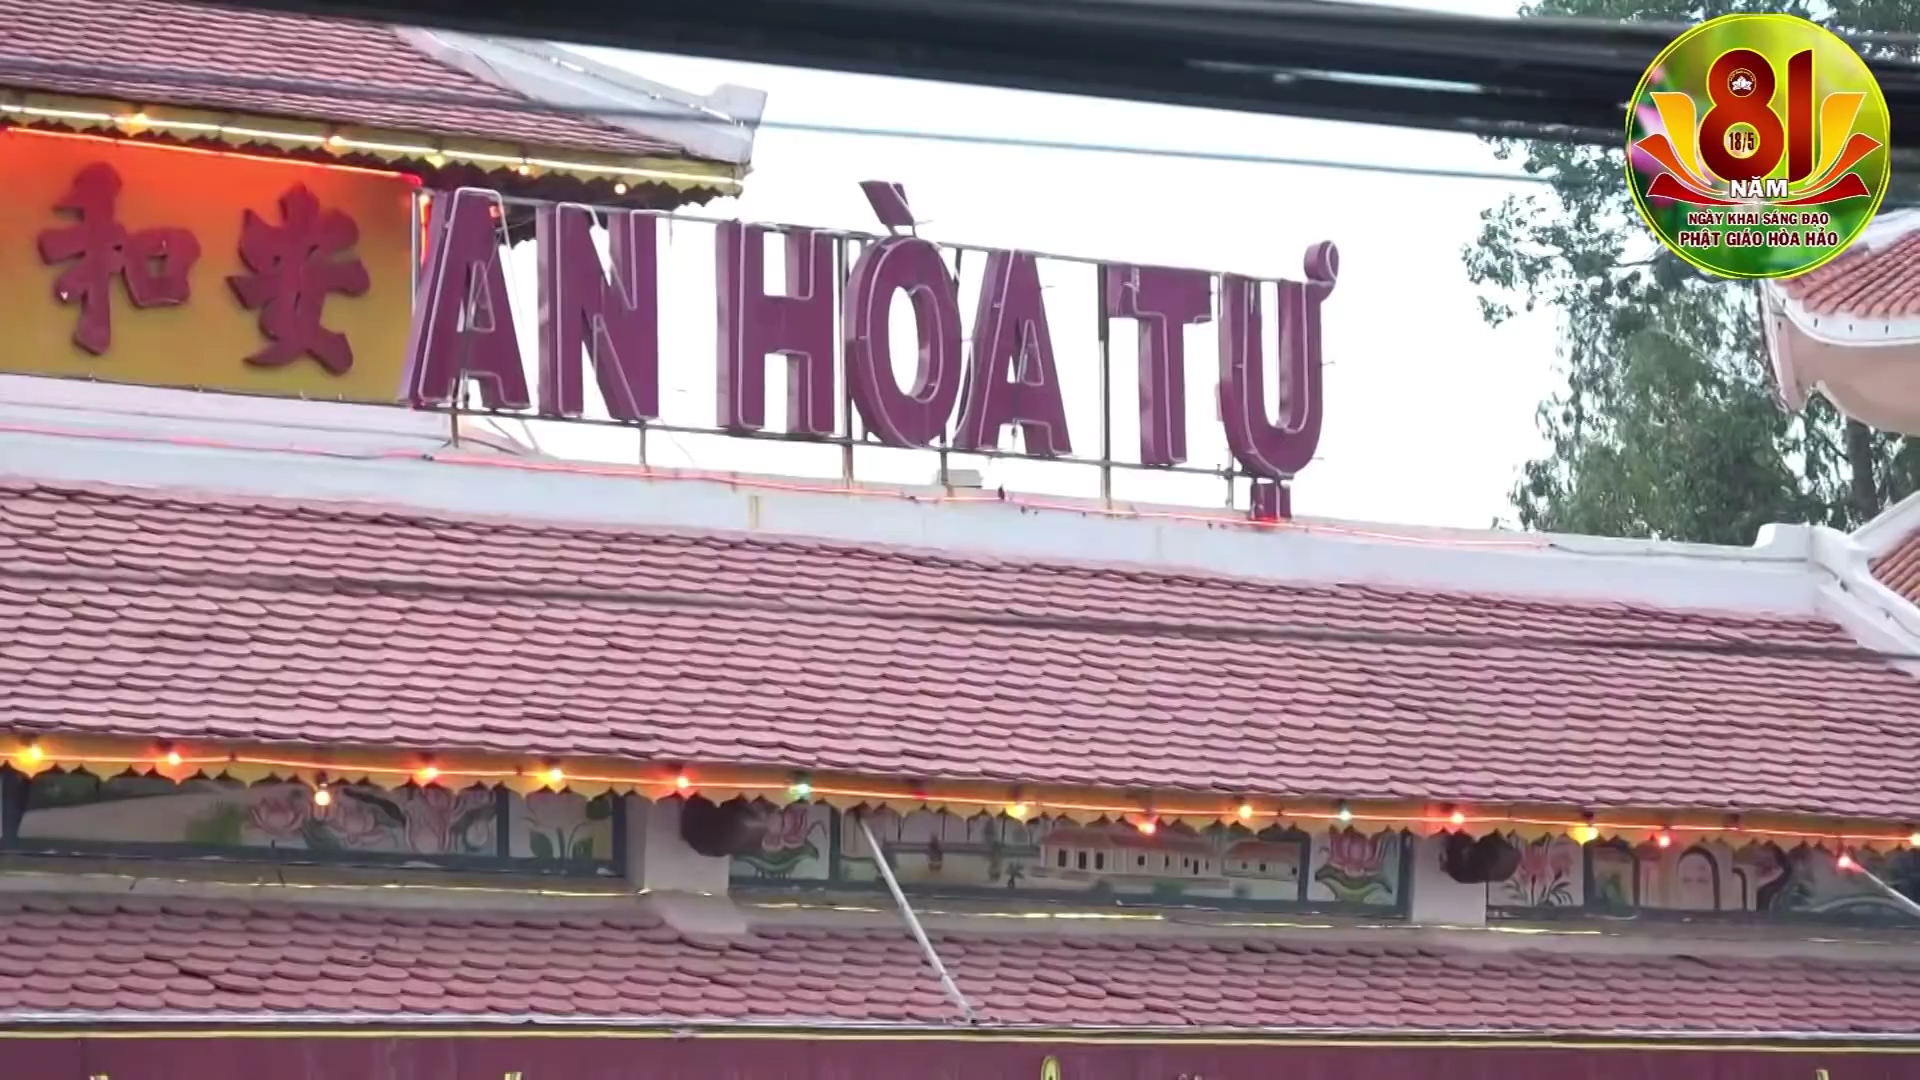 和安
AN HÒA TỰ
81
18/5
NĂM
NGÀY KHAI SÁNG ĐẠO
PHẬT GIÁO HÒA HẢO